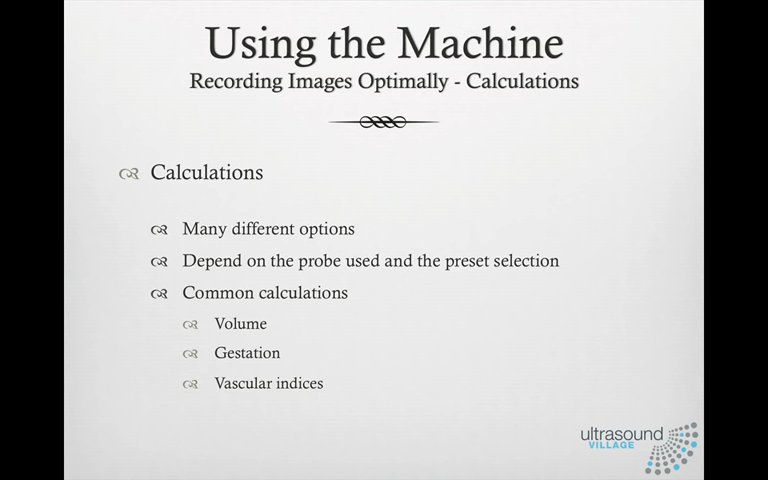 Using the Machine
Recording Images Optimally - Calculations
Calculations
Many different options
Depend on the probe used and the preset selection
Common calculations
Volume
Gestation
Vascular indices
ultrasound
VILLAGE